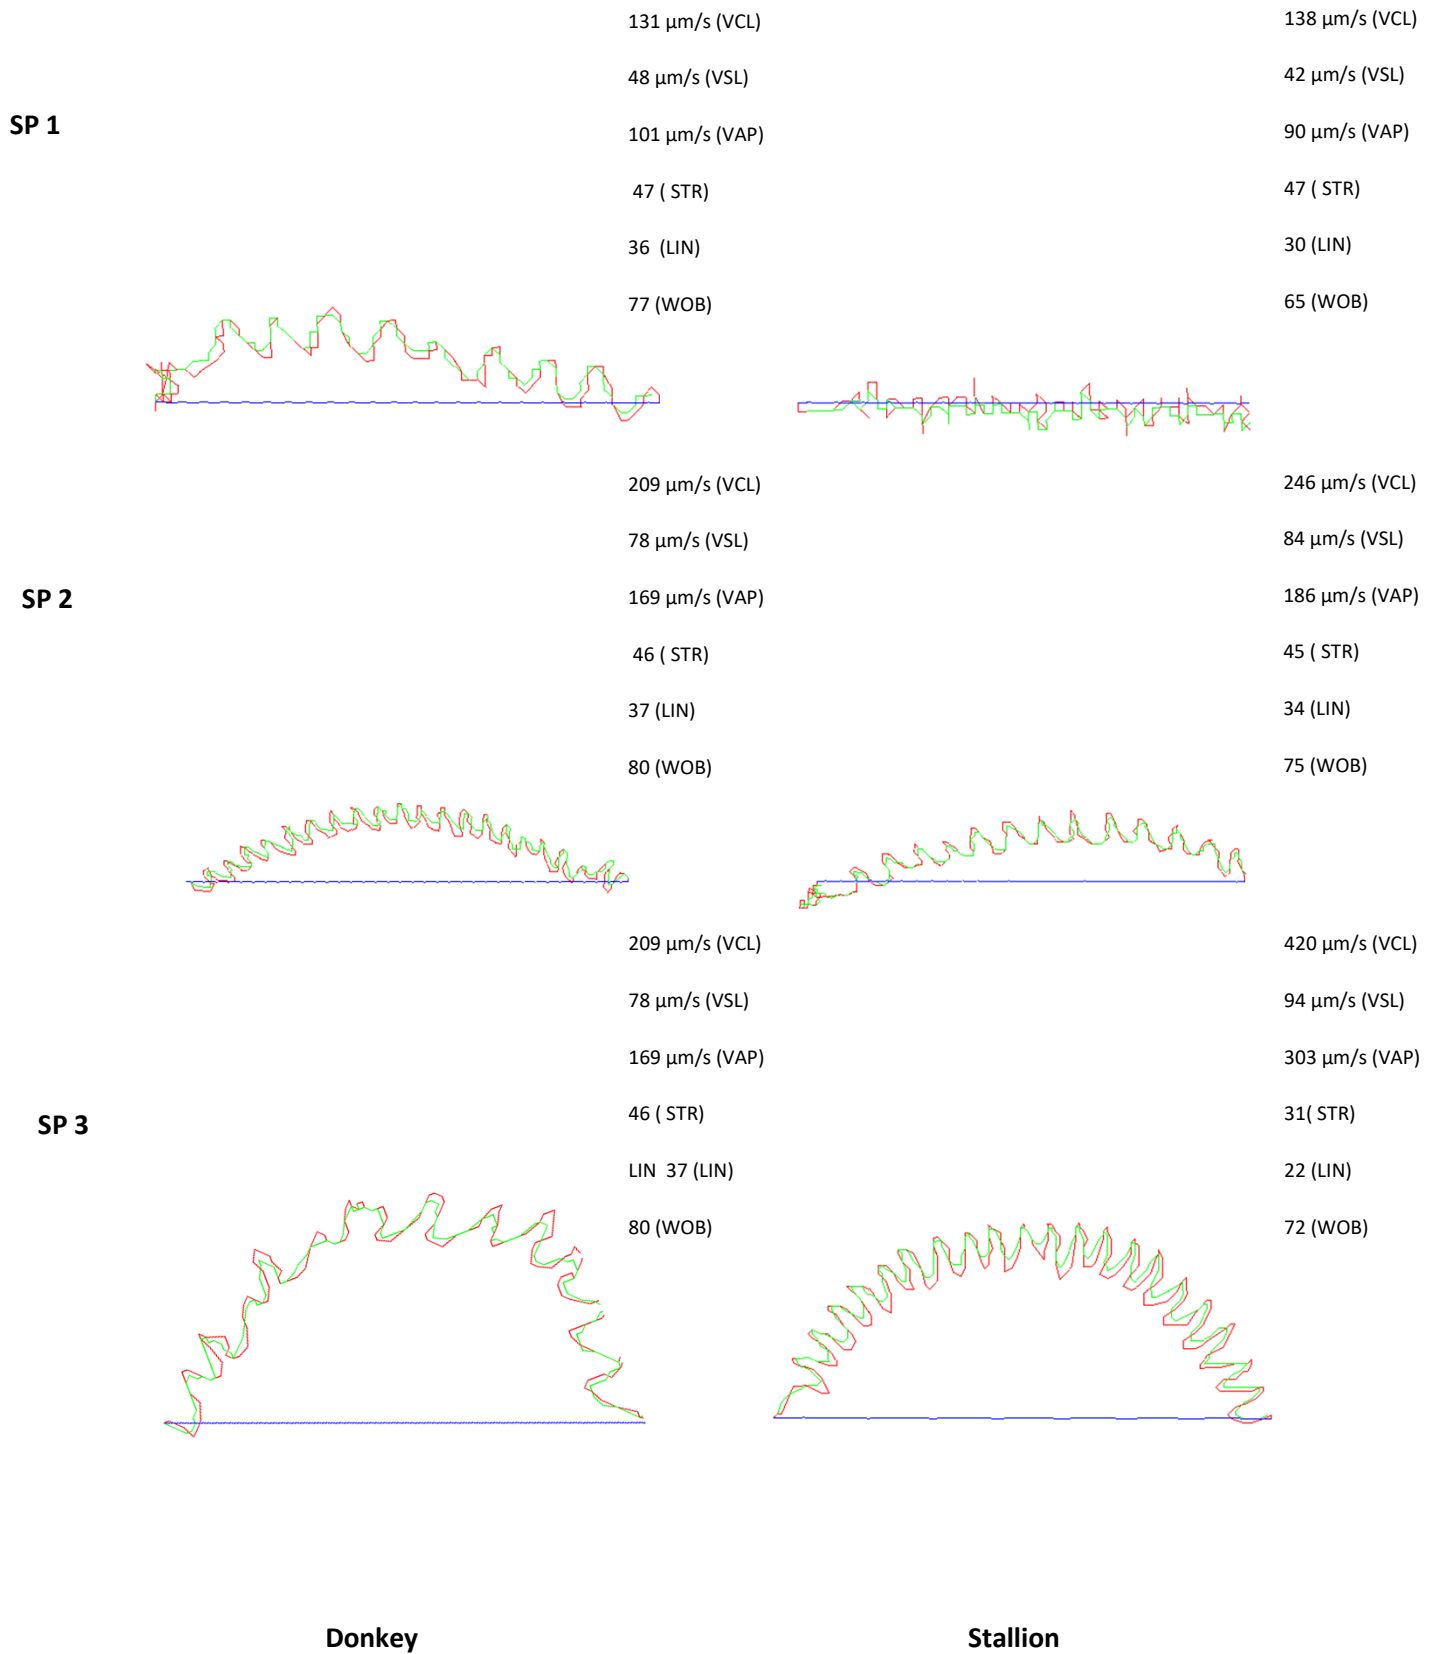 131 µm/s (VCL)
138 µm/s (VCL)
48 µm/s (VSL)
42 µm/s (VSL)
SP 1
101 µm/s (VAP)
90 µm/s (VAP)
47 ( STR)
47 ( STR)
36 (LIN)
30 (LIN)
77 (WOB)
65 (WOB)
209 µm/s (VCL)
246 µm/s (VCL)
78 µm/s (VSL)
84 µm/s (VSL)
SP 2
169 µm/s (VAP)
186 µm/s (VAP)
46 ( STR)
45 ( STR)
37 (LIN)
34 (LIN)
80 (WOB)
75 (WOB)
209 µm/s (VCL)
420 µm/s (VCL)
78 µm/s (VSL)
94 µm/s (VSL)
169 µm/s (VAP)
303 µm/s (VAP)
SP 3
46 ( STR)
31( STR)
LIN 37 (LIN)
22 (LIN)
80 (WOB)
72 (WOB)
Donkey
Stallion